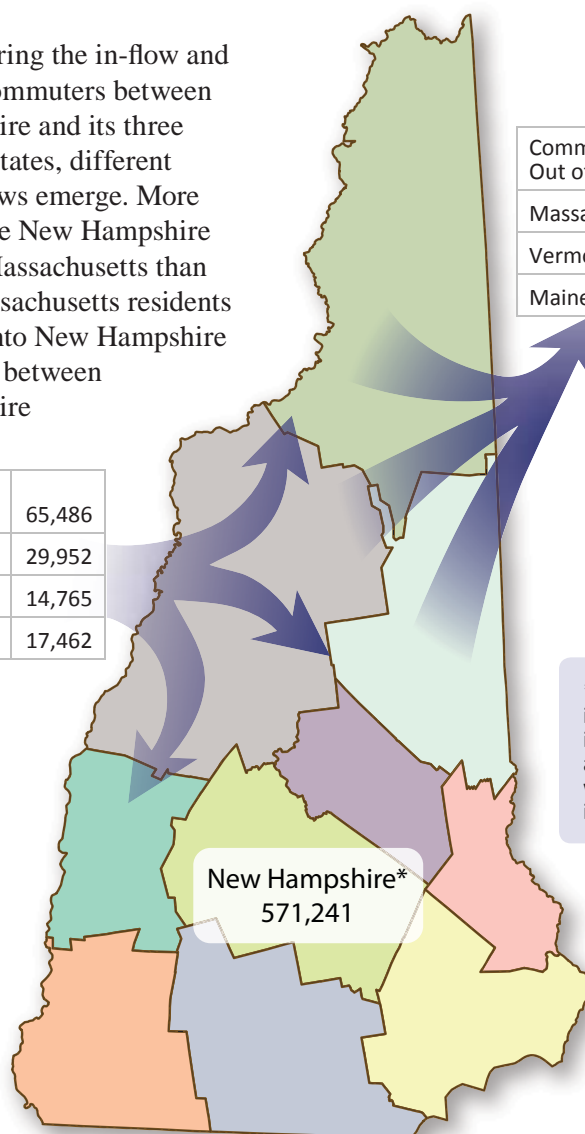 ring the in-flow and
ommuters between
ire and its three
tates, different
ws emerge. More
e New Hampshire
Massachusetts than
sachusetts residents
nto New Hampshire
between
ire
Comm
Out of
Massa
Vermo
Maine
65,486
29,952
14,765
17,462
New Hampshire*
571,241